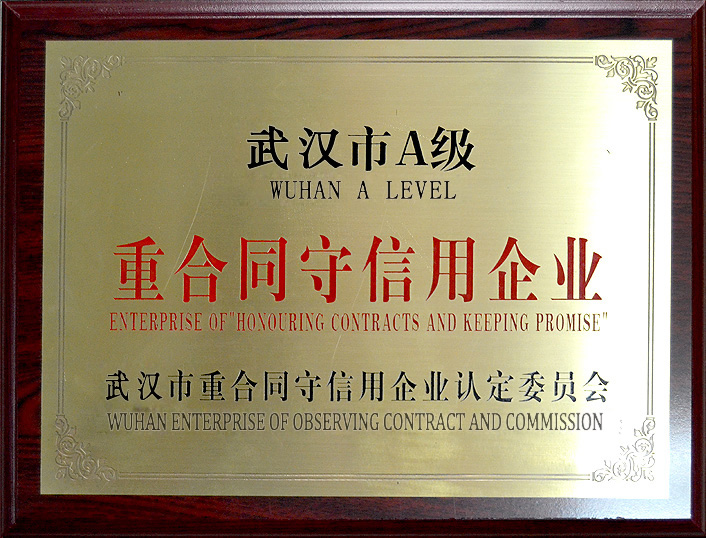 武汉市A级
WUHAN A LEVEL
重合同守信用企业
ENTERPRISE OF"HONOURING CONTRACTS AND KEEPING PROMISE"
武汉市重合同守信用企业认定委员会
WUHAN ENTERPRISE OF OBSERVING CONTRACT AND COMMISSION